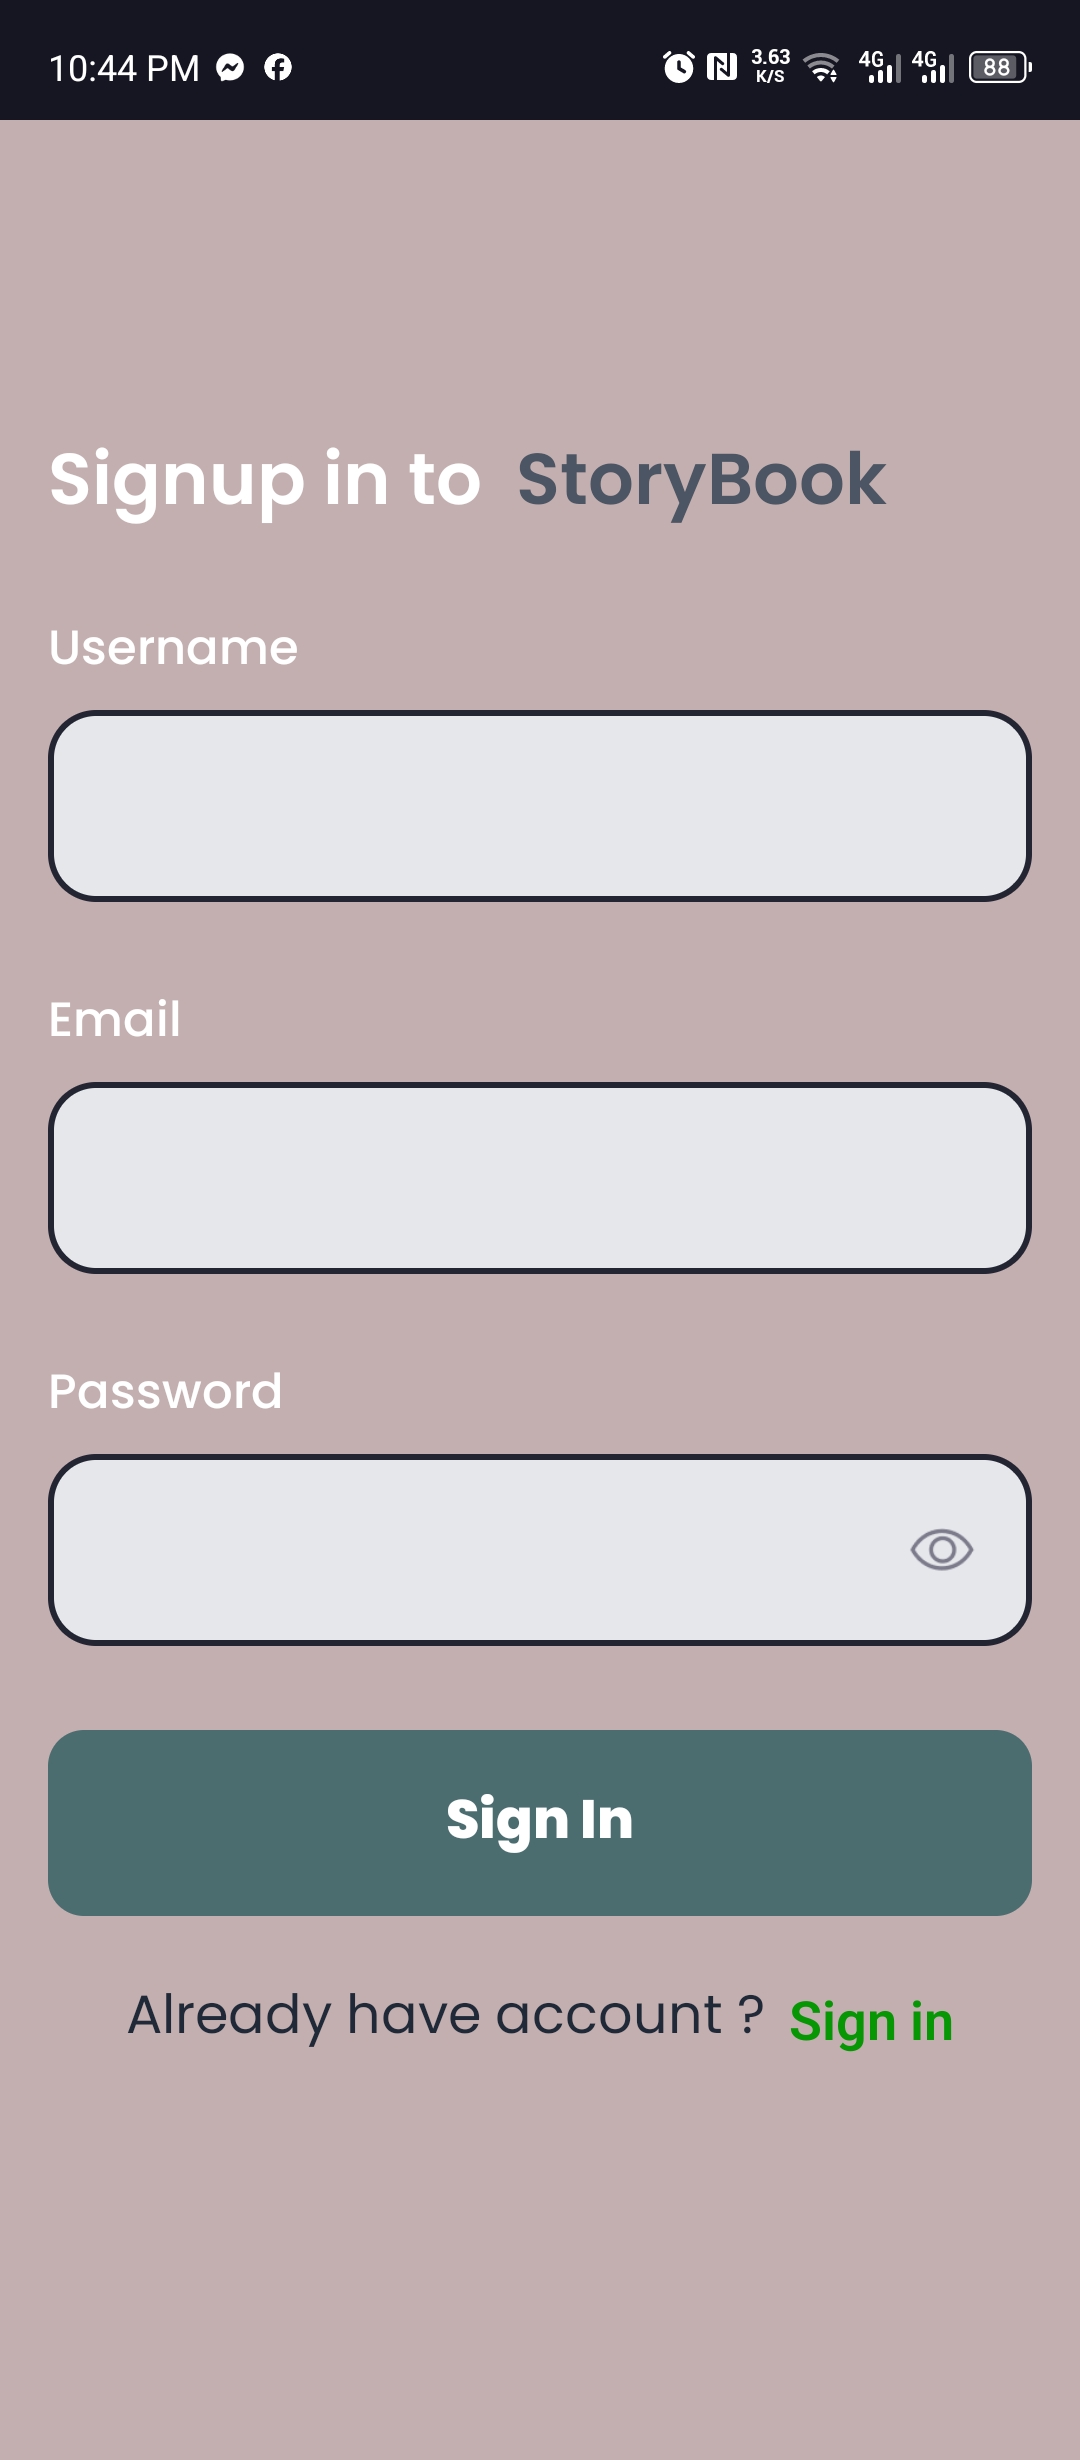 10:44 PM 3.63 K/S 4G 4G 88
Signup in to StoryBook
Username
Email
Password
Sign In
Already have account ? Sign in